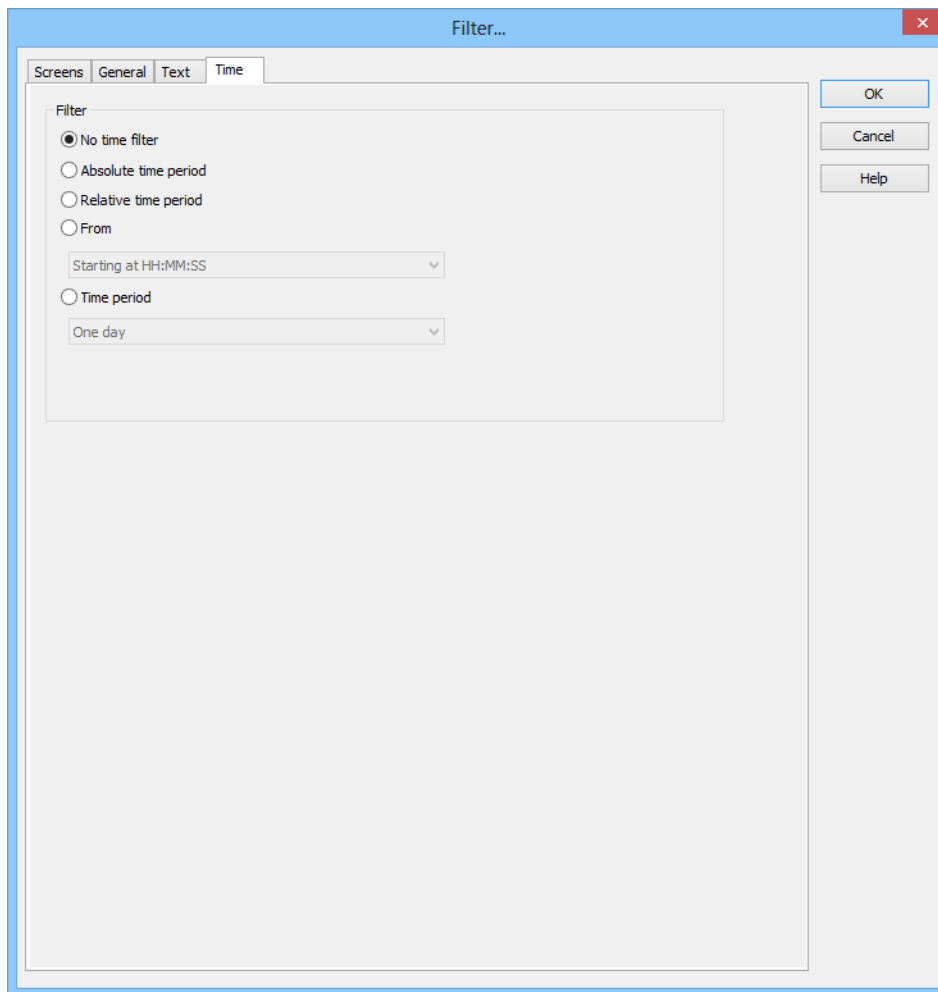 Filter...
Screens General Text Time
OK
Cancel
Help
Filter
No time filter
Absolute time period
Relative time period
From
Starting at HH:MM:SS
Time period
One day